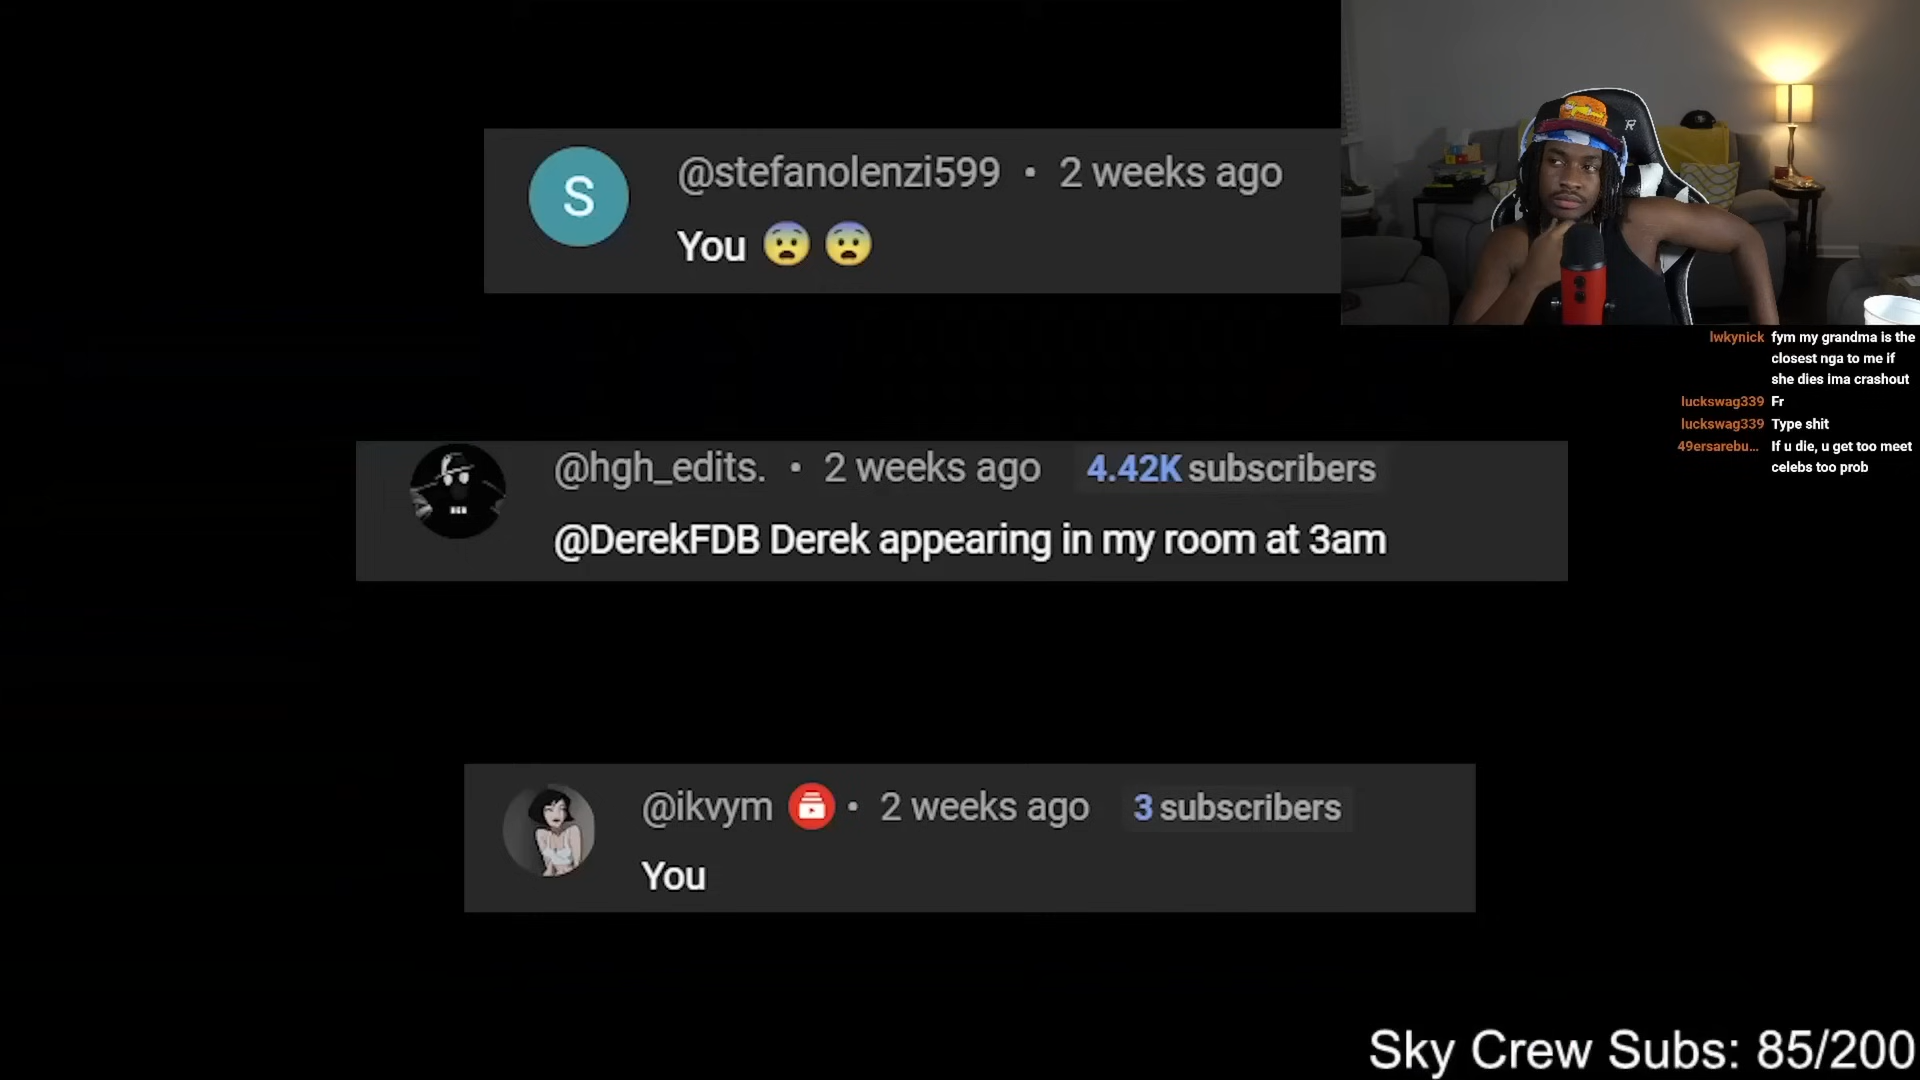 S
@stefanolenzi599 • 2 weeks ago
You 😨 😨
@hgh_edits. • 2 weeks ago 4.42K subscribers
@DerekFDB Derek appearing in my room at 3am
@ikvym • 2 weeks ago 3 subscribers
You
lwkynick fym my grandma is the
closest nga to me if
she dies ima crashout
luckswag339 Fr
luckswag339 Type shit
49ersarebu... If u die, u get too meet
celebs too prob
Sky Crew Subs: 85/200